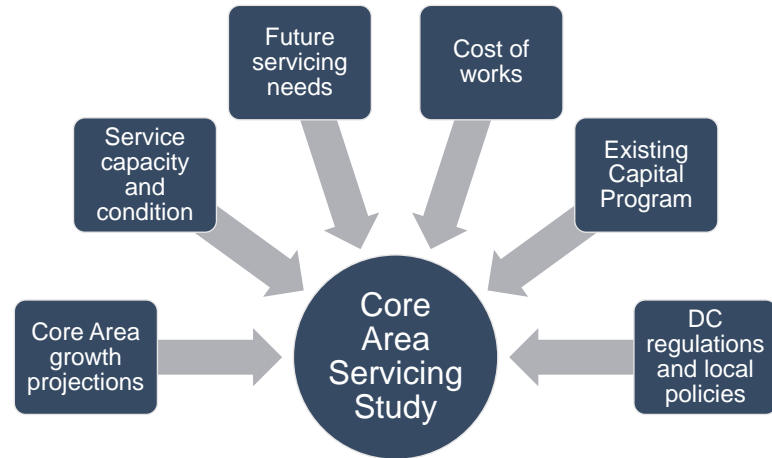 Future
servicing
needs
Cost of
works
Service
capacity
and
condition
Existing
Capital
Program
Core Area
growth
projections
Core
Area
Servicing
Study
DC
regulations
and local
policies